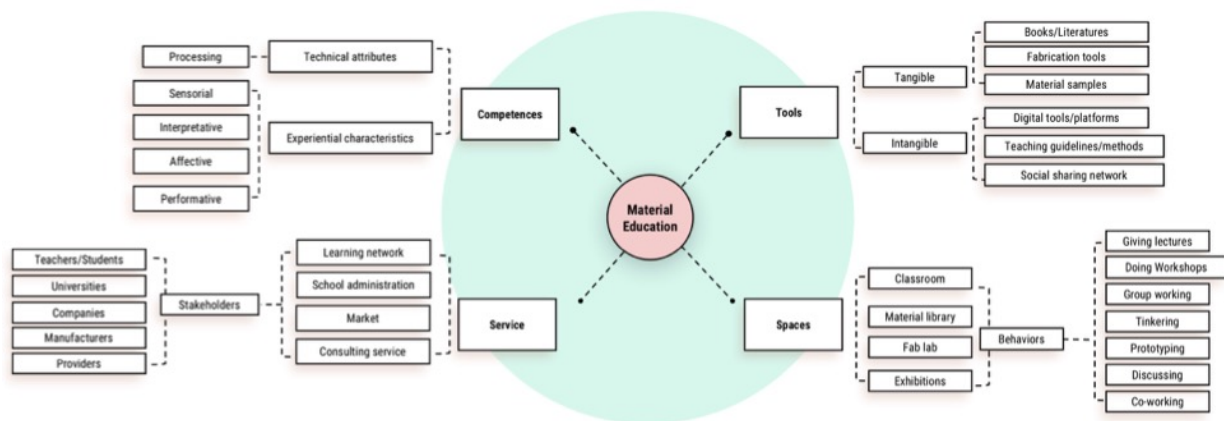 Processing
Technical attributes
Sensorial
Interpretative
Experiential characteristics
Affective
Performative
Competences
Tools
Tangible
Books/Literatures
Fabrication tools
Material samples
Intangible
Digital tools/platforms
Teaching guidelines/methods
Social sharing network
Material
Education
Teachers/Students
Universities
Companies
Manufacturers
Providers
Stakeholders
Learning network
School administration
Market
Consulting service
Service
Spaces
Classroom
Material library
Fab lab
Exhibitions
Behaviors
Giving lectures
Doing Workshops
Group working
Tinkering
Prototyping
Discussing
Co-working